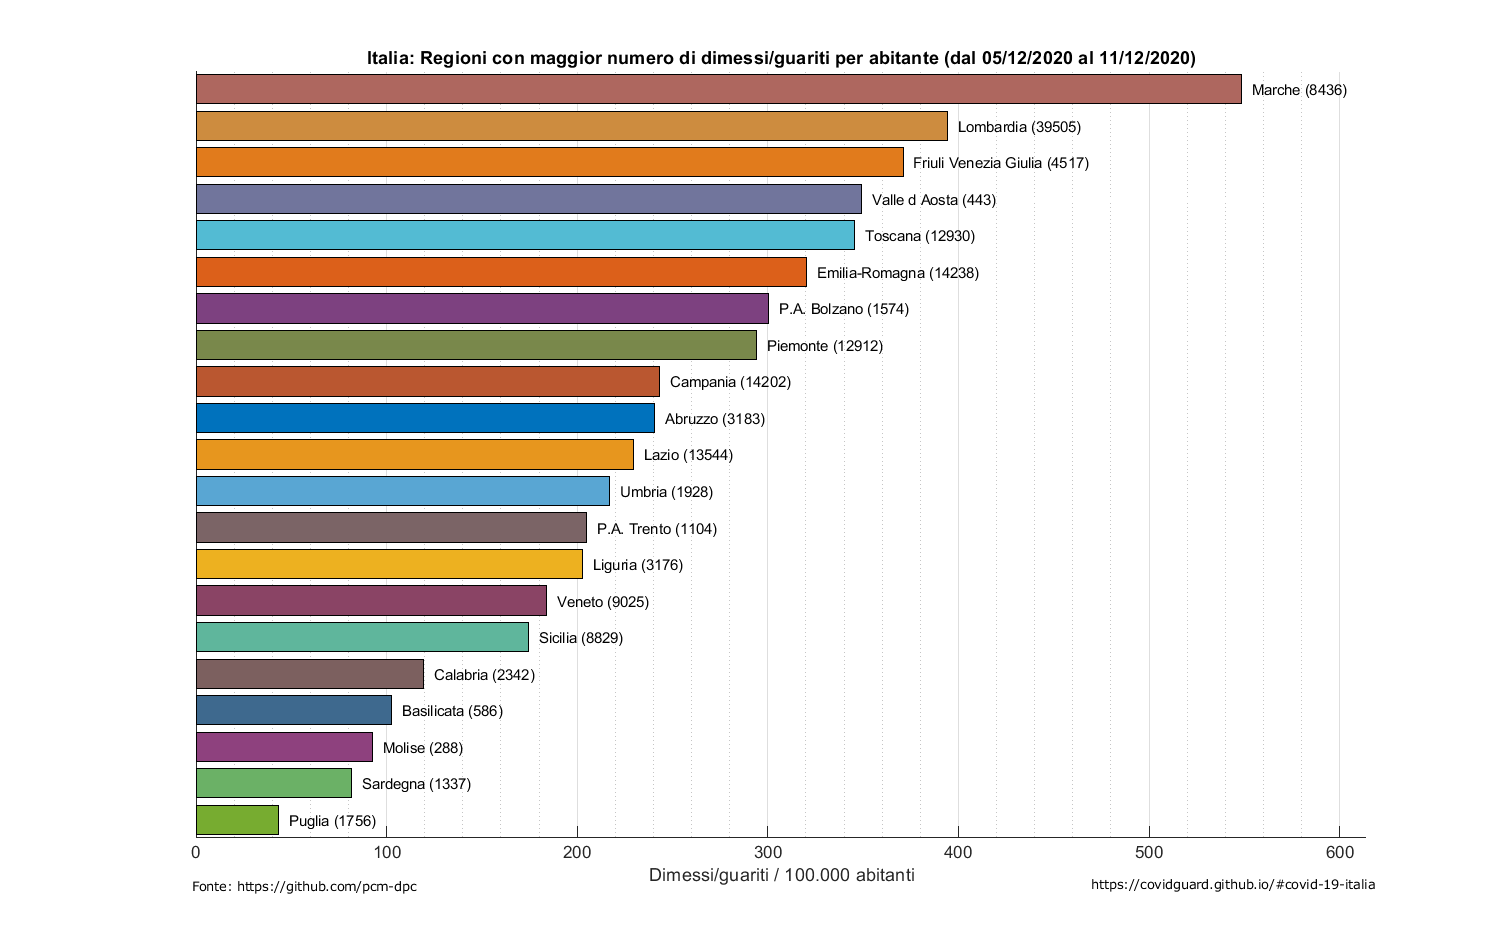 Italia: Regioni con maggior numero di dimessi/guariti per abitante (dal 05/12/2020 al 11/12/2020)
Marche (8436)
Lombardia (39505)
Friuli Venezia Giulia (4517)
Valle d Aosta (443)
Toscana (12930)
Emilia-Romagna (14238)
P.A. Bolzano (1574)
Piemonte (12912)
Campania (14202)
Abruzzo (3183)
Lazio (13544)
Umbria (1928)
P.A. Trento (1104)
Liguria (3176)
Veneto (9025)
Sicilia (8829)
Calabria (2342)
Basilicata (586)
Molise (288)
Sardegna (1337)
Puglia (1756)
0 100 200 300 400 500 600
Dimessi/guariti / 100.000 abitanti
Fonte: https://github.com/pcm-dpc
https://covidguard.github.io/#covid-19-italia